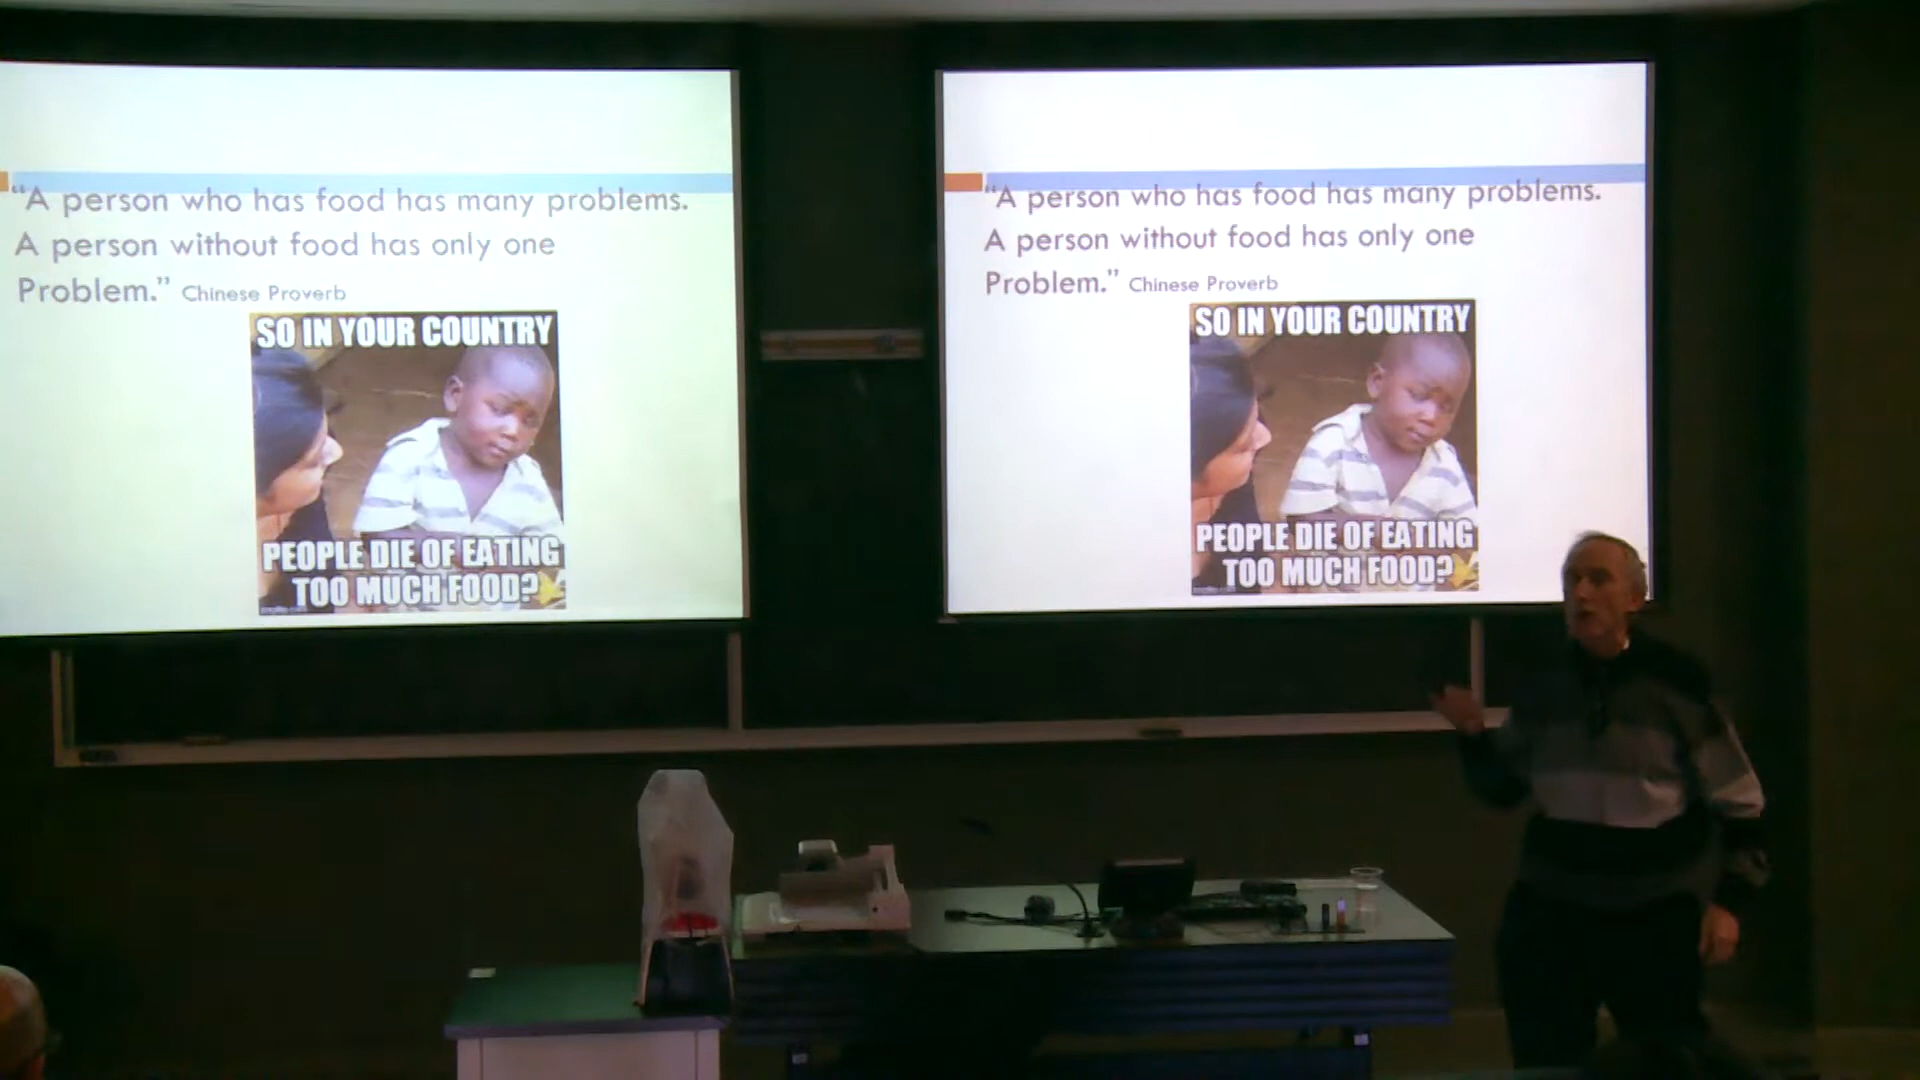 “A person who has food has many problems.
A person without food has only one
Problem.” Chinese Proverb
SO IN YOUR COUNTRY
PEOPLE DIE OF EATING
TOO MUCH FOOD?
“A person who has food has many problems.
A person without food has only one
Problem.” Chinese Proverb
SO IN YOUR COUNTRY
PEOPLE DIE OF EATING
TOO MUCH FOOD?